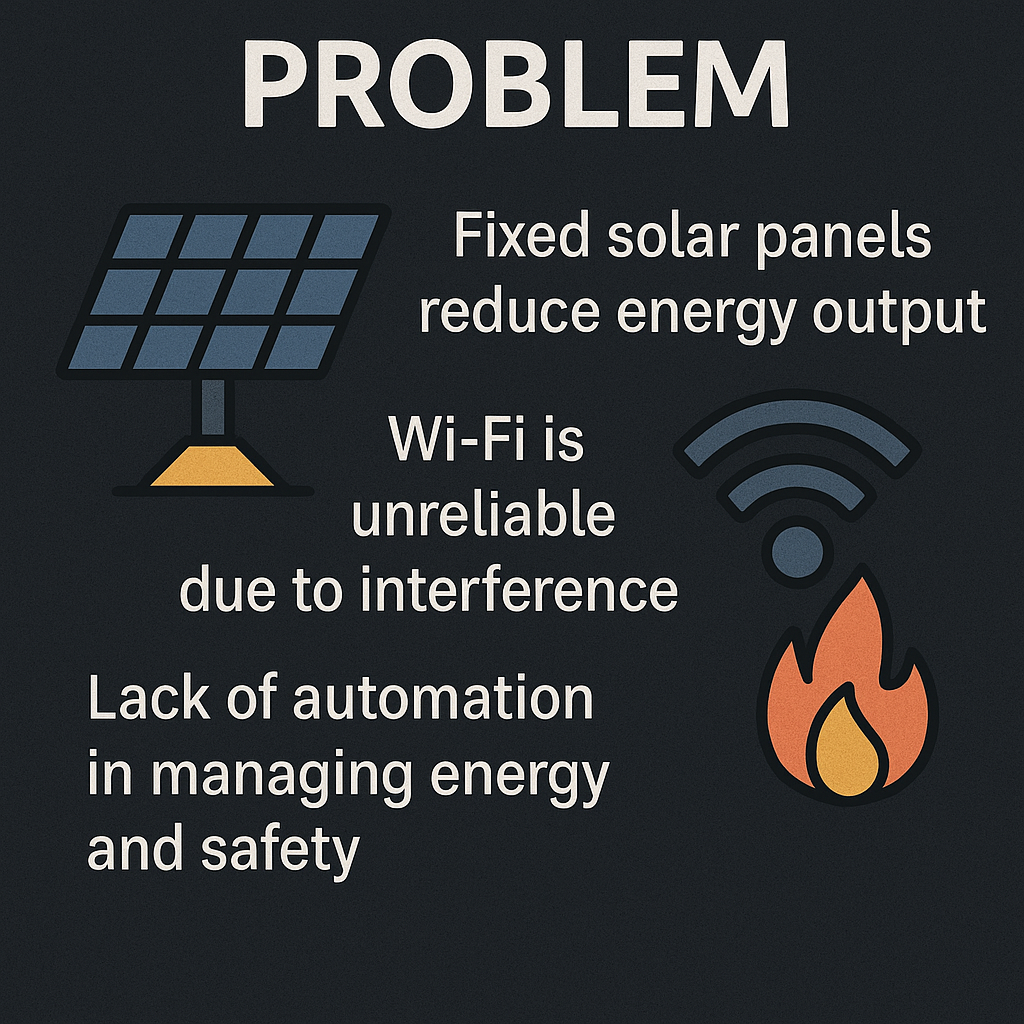 PROBLEM
Fixed solar panels
reduce energy output
Wi-Fi is
unreliable
due to interference
Lack of automation
in managing energy
and safety